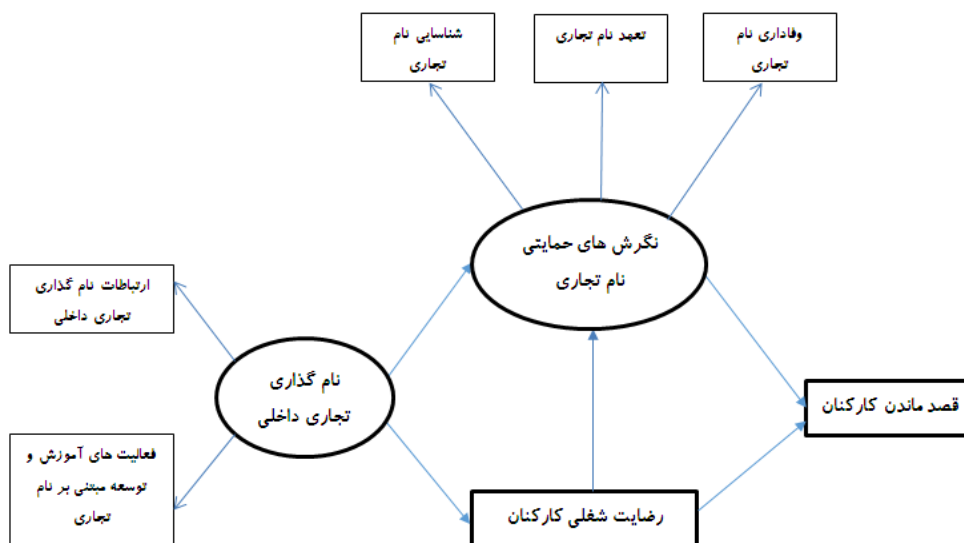 وفاداری نام
تجاری
تعهد نام تجاری
شناسایی نام
تجاری
نگرش های حمایتی
نام تجاری
ارتباطات نام گذاری
تجاری داخلی
نام گذاری
تجاری داخلی
قصد ماندن کارکنان
فعالیت های آموزش و
توسعه مبتنی بر نام
تجاری
رضایت شغلی کارکنان